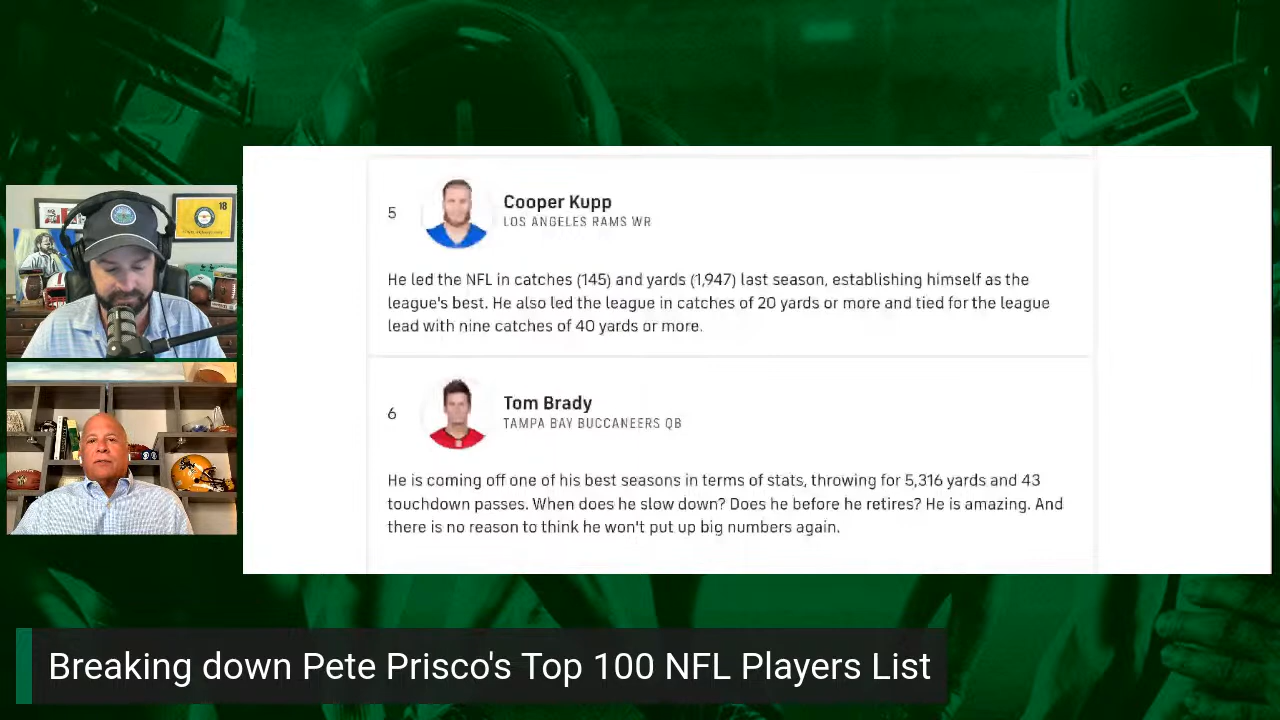 18
5
Cooper Kupp
LOS ANGELES RAMS WR
He led the NFL in catches (145) and yards (1,947) last season, establishing himself as the
league's best. He also led the league in catches of 20 yards or more and tied for the league
lead with nine catches of 40 yards or more.
6
Tom Brady
TAMPA BAY BUCCANEERS QB
He is coming off one of his best seasons in terms of stats, throwing for 5,316 yards and 43
touchdown passes. When does he slow down? Does he before he retires? He is amazing. And
there is no reason to think he won't put up big numbers again.
Breaking down Pete Prisco's Top 100 NFL Players List